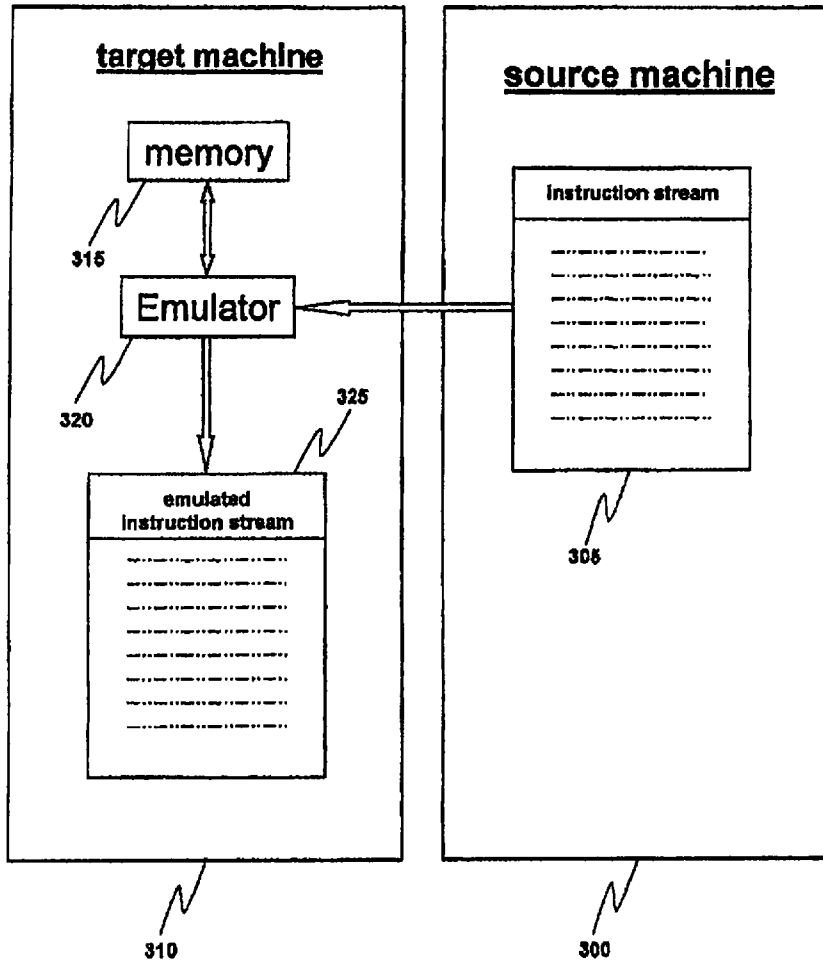 target machine
memory
315
Emulator
320
325
emulated
instruction stream
310
source machine
instruction stream
305
300